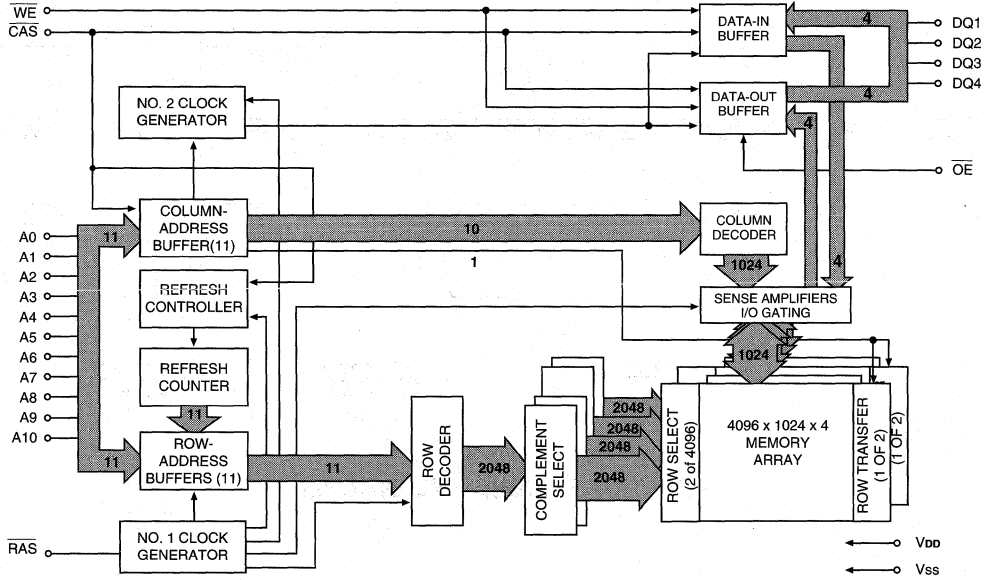 WE
CAS
DATA-IN
BUFFER
4
DQ1
DQ2
DQ3
DQ4
NO. 2 CLOCK
GENERATOR
DATA-OUT
BUFFER
4
4
OE
COLUMN-
ADDRESS
BUFFER(11)
11
10
1
COLUMN
DECODER
1024
4
A0
A1
A2
A3
A4
A5
A6
A7
A8
A9
A10
REFRESH
CONTROLLER
SENSE AMPLIFIERS
I/O GATING
1024
REFRESH
COUNTER
11
ROW-
ADDRESS
BUFFERS (11)
11
11
ROW
DECODER
2048
COMPLEMENT
SELECT
2048
2048
2048
2048
ROW SELECT
(2 of 4096)
4096 x 1024 x 4
MEMORY
ARRAY
ROW TRANSFER
(1 OF 2)
(1 OF 2)
RAS
NO. 1 CLOCK
GENERATOR
VDD
VSS